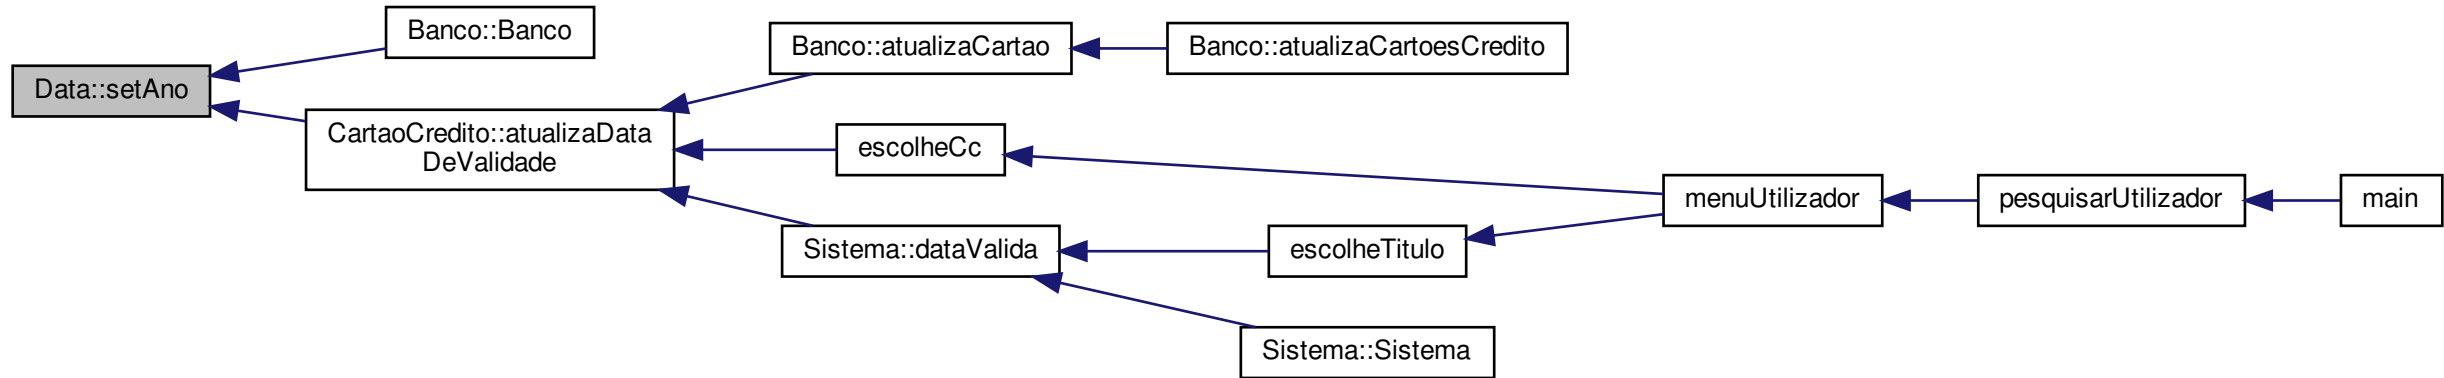 Data::setAno
Banco::Banco
CartaoCredito::atualizaData
DeValidade
Banco::atualizaCartao
Banco::atualizaCartoesCredito
escolheCc
Sistema::dataValida
escolheTitulo
Sistema::Sistema
menuUtilizador
pesquisarUtilizador
main